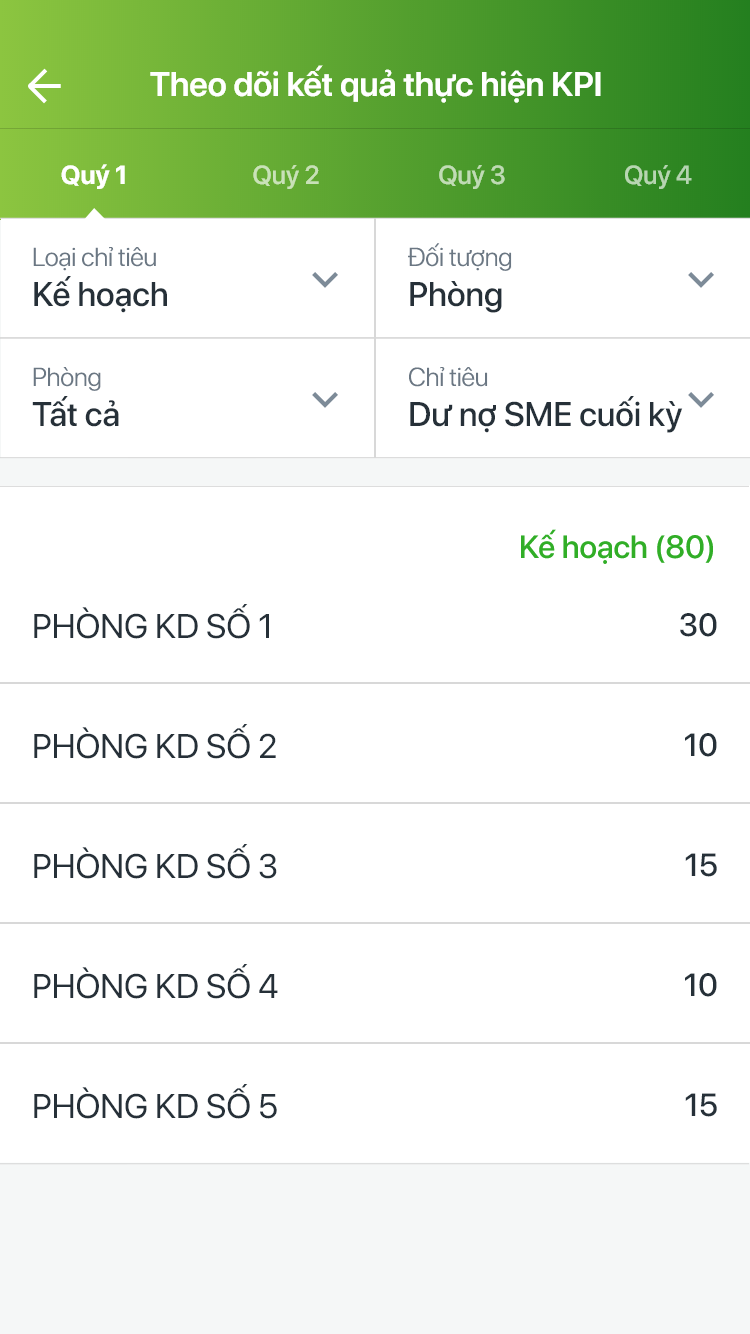 Theo dõi kết quả thực hiện KPI
Quý 1 Quý 2 Quý 3 Quý 4
Loại chỉ tiêu
Kế hoạch
Đối tượng
Phòng
Phòng
Tất cả
Chỉ tiêu
Dư nợ SME cuối kỳ
Kế hoạch (80)
PHÒNG KD SỐ 1 30
PHÒNG KD SỐ 2 10
PHÒNG KD SỐ 3 15
PHÒNG KD SỐ 4 10
PHÒNG KD SỐ 5 15